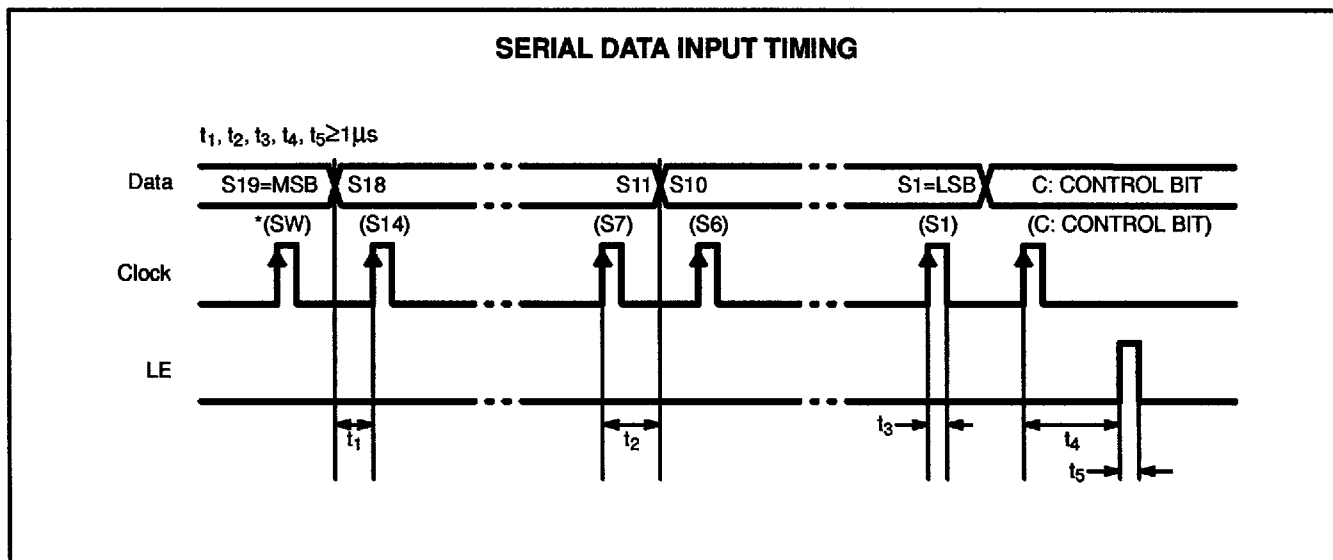 SERIAL DATA INPUT TIMING
t1, t2, t3, t4, t5≥1µs
Data S19=MSB S18 S11 S10 S1=LSB C: CONTROL BIT
*(SW) (S14) (S7) (S6) (S1) (C: CONTROL BIT)
Clock
LE
t1 t2 t3 t4
t5